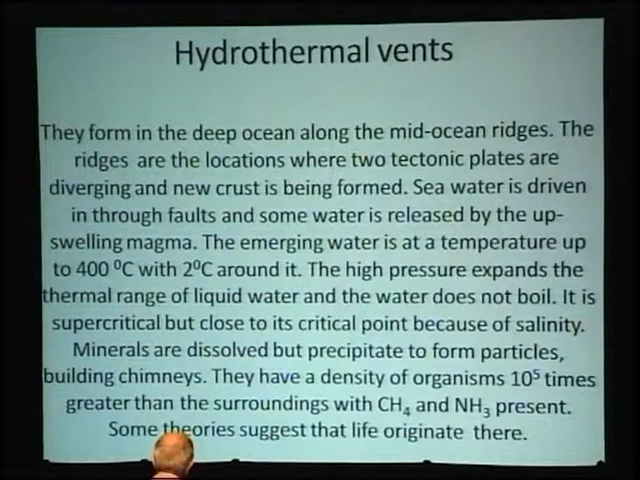 Hydrothermal vents
They form in the deep ocean along the mid-ocean ridges. The
ridges are the locations where two tectonic plates are
diverging and new crust is being formed. Sea water is driven
in through faults and some water is released by the up-
swelling magma. The emerging water is at a temperature up
to 400 ⁰C with 2⁰C around it. The high pressure expands the
thermal range of liquid water and the water does not boil. It is
supercritical but close to its critical point because of salinity.
Minerals are dissolved but precipitate to form particles,
building chimneys. They have a density of organisms 10⁵ times
greater than the surroundings with CH₄ and NH₃ present.
Some theories suggest that life originate there.